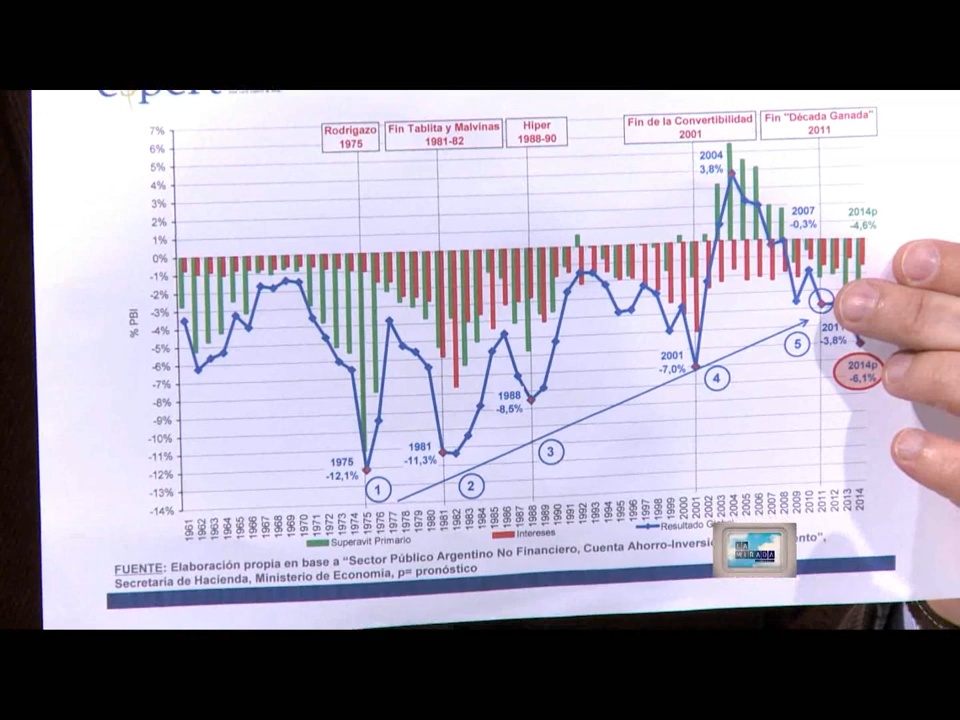 Rodrigazo
1975
Fin Tablita y Malvinas
1981-82
Hiper
1988-90
Fin de la Convertibilidad
2001
Fin "Década Ganada"
2011
7%
6%
5%
4%
3%
2%
1%
0%
-1%
-2%
-3%
-4%
-5%
-6%
-7%
-8%
-9%
-10%
-11%
-12%
-13%
-14%
% PBI
2004
3,8%
2007
-0,3%
2014p
-4,6%
-3,8%
2014p
-6,1%
2001
-7,0%
1988
-8,5%
1981
-11,3%
1975
-12,1%
1
2
3
4
5
1961 1962 1963 1964 1965 1966 1967 1968 1969 1970 1971 1972 1973 1974 1975 1976 1977 1978 1979 1980 1981 1982 1983 1984 1985 1986 1987 1988 1989 1990 1991 1992 1993 1994 1995 1996 1997 1998 1999 2000 2001 2002 2003 2004 2005 2006 2007 2008 2009 2010 2011 2012 2013 2014
Superavit Primario
Intereses
Resultado
FUENTE: Elaboración propia en base a "Sector Público Argentino No Financiero, Cuenta
Secretaria de Hacienda, Ministerio de Economía, p= pronóstico
LA
MIRADA